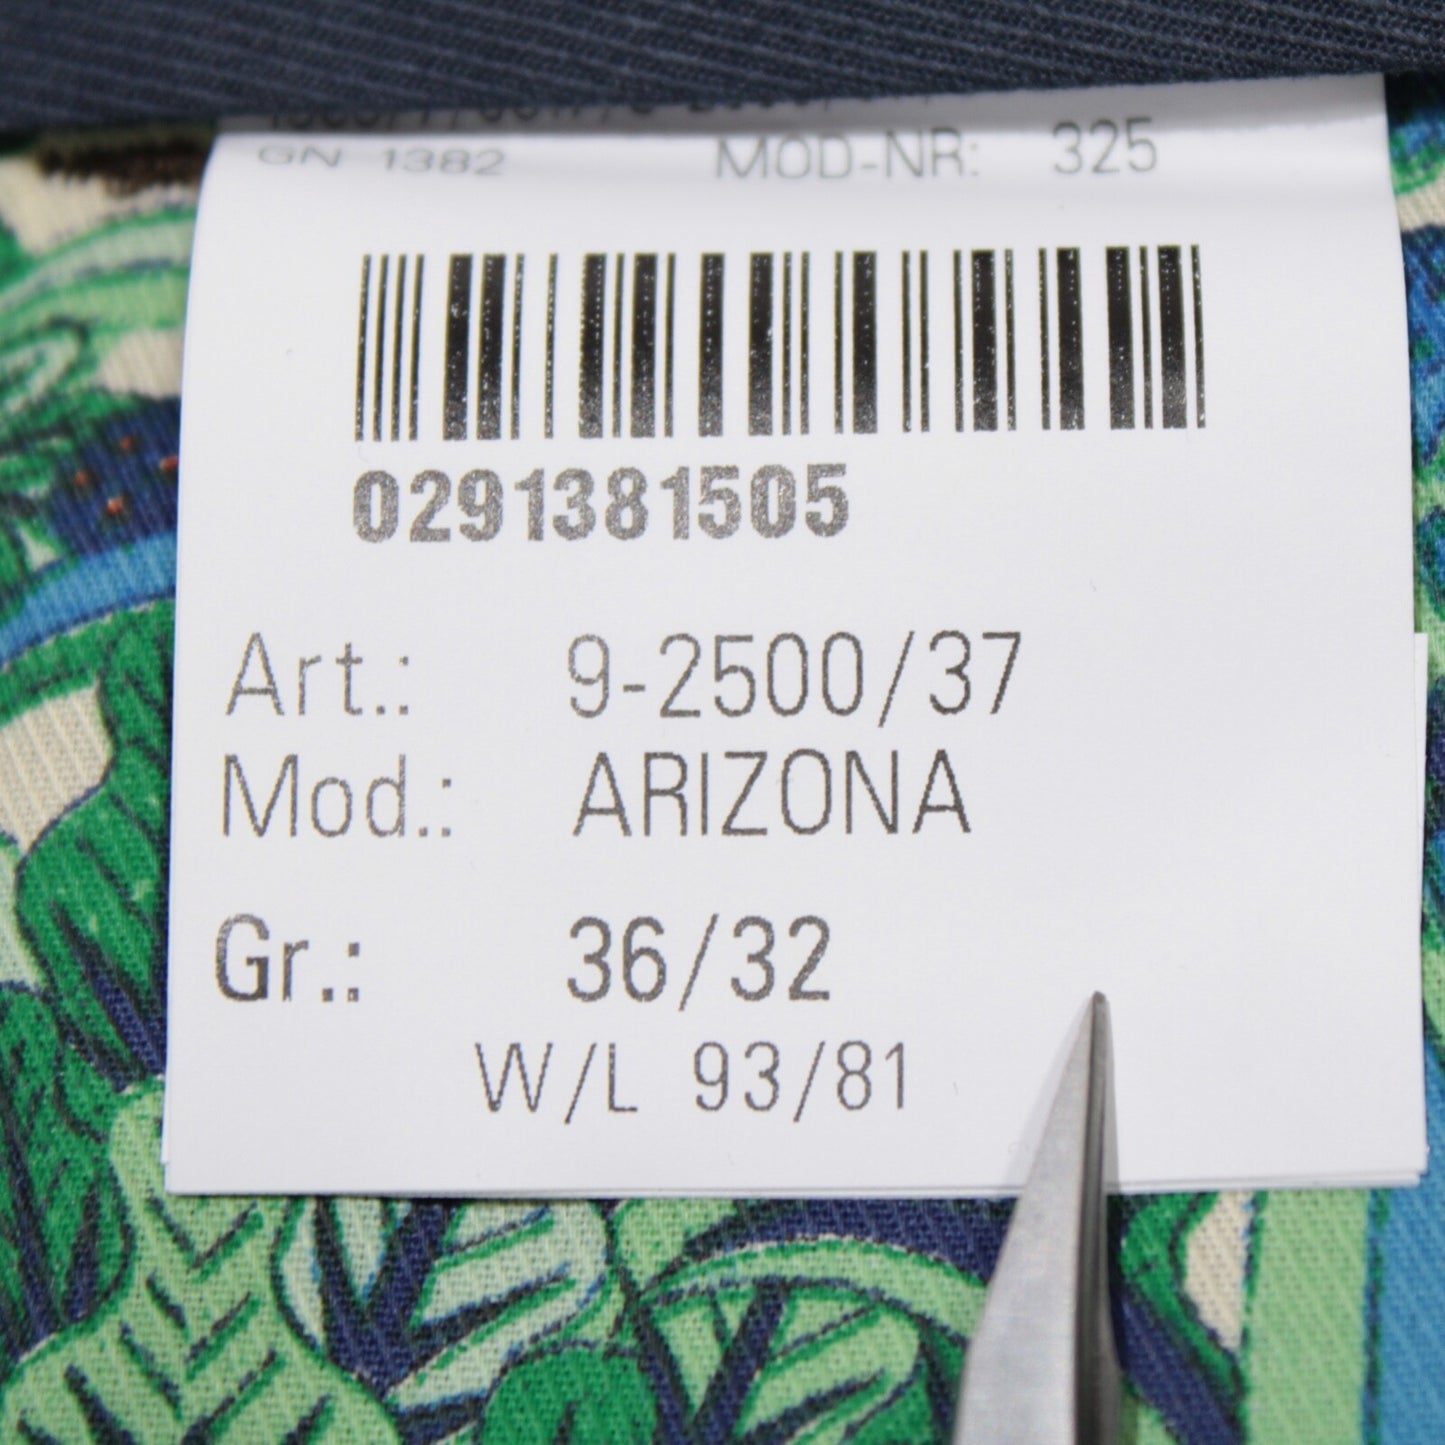 GN 1382 MOD-NR: 325
0291381505
Art.: 9-2500/37
Mod.: ARIZONA
Gr.: 36/32
W/L 93/81